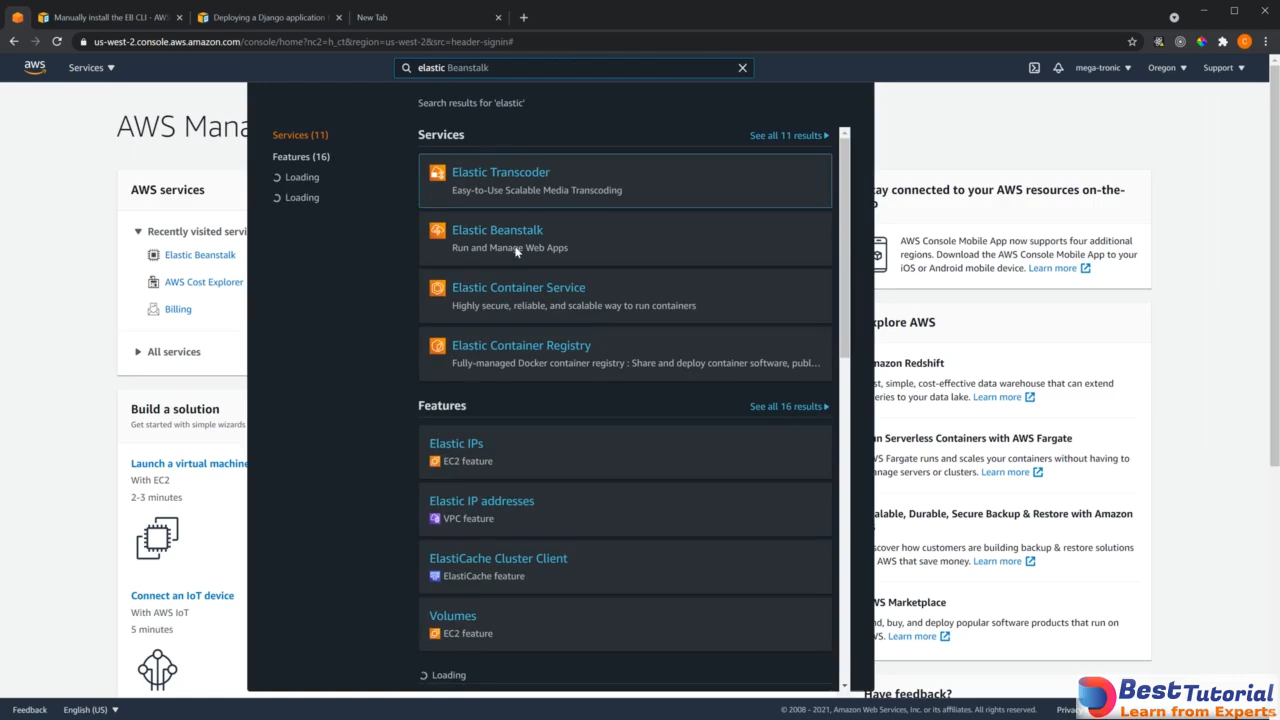 Manually install the EB CLI - AWS
Deploying a Django application
New Tab
us-west-2.console.aws.amazon.com/console/home?nc2=h_ct&region=us-west-2&src=header-signin#
aws
Services
elastic Beanstalk
mega-tronic
Oregon
Support
AWS Mana
Search results for 'elastic'
Services (11)
Features (16)
Loading
Loading
Services
See all 11 results
Elastic Transcoder
Easy-to-Use Scalable Media Transcoding
Elastic Beanstalk
Run and Manage Web Apps
Elastic Container Service
Highly secure, reliable, and scalable way to run containers
Elastic Container Registry
Fully-managed Docker container registry : Share and deploy container software, publ...
Features
See all 16 results
Elastic IPs
EC2 feature
Elastic IP addresses
VPC feature
ElastiCache Cluster Client
ElastiCache feature
Volumes
EC2 feature
Loading
AWS services
Recently visited servi
Elastic Beanstalk
AWS Cost Explorer
Billing
All services
Build a solution
Get started with simple wizards
Launch a virtual machine
With EC2
2-3 minutes
Connect an IoT device
With AWS IoT
5 minutes
tay connected to your AWS resources on-the-
o
AWS Console Mobile App now supports four additional
regions. Download the AWS Console Mobile App to your
iOS or Android mobile device. Learn more
xplore AWS
mazon Redshift
st, simple, cost-effective data warehouse that can extend
eries to your data lake. Learn more
n Serverless Containers with AWS Fargate
WS Fargate runs and scales your containers without having to
nage servers or clusters. Learn more
alable, Durable, Secure Backup & Restore with Amazon
scover how customers are building backup & restore solutions
AWS that save money. Learn more
WS Marketplace
nd, buy, and deploy popular software products that run on
WS. Learn more
Have feedback?
Feedback
English (US)
© 2008 - 2021, Amazon Web Services, Inc. or its affiliates. All rights reserved.
Privac
BestTutorial
Learn from Experts